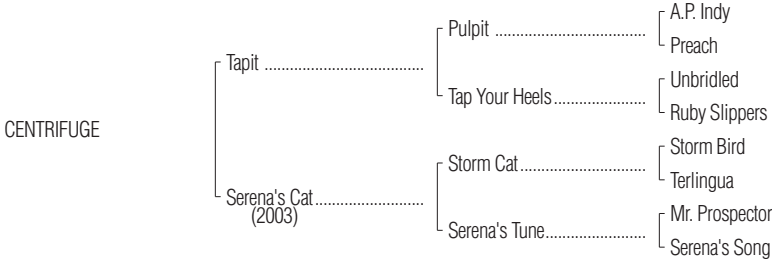 A.P. Indy
Pulpit ....................................
Preach
Tapit ......................................
Unbridled
Tap Your Heels......................
Ruby Slippers
CENTRIFUGE
Storm Bird
Storm Cat..............................
Terlingua
Serena's Cat..........................
(2003)
Mr. Prospector
Serena's Tune........................
Serena's Song